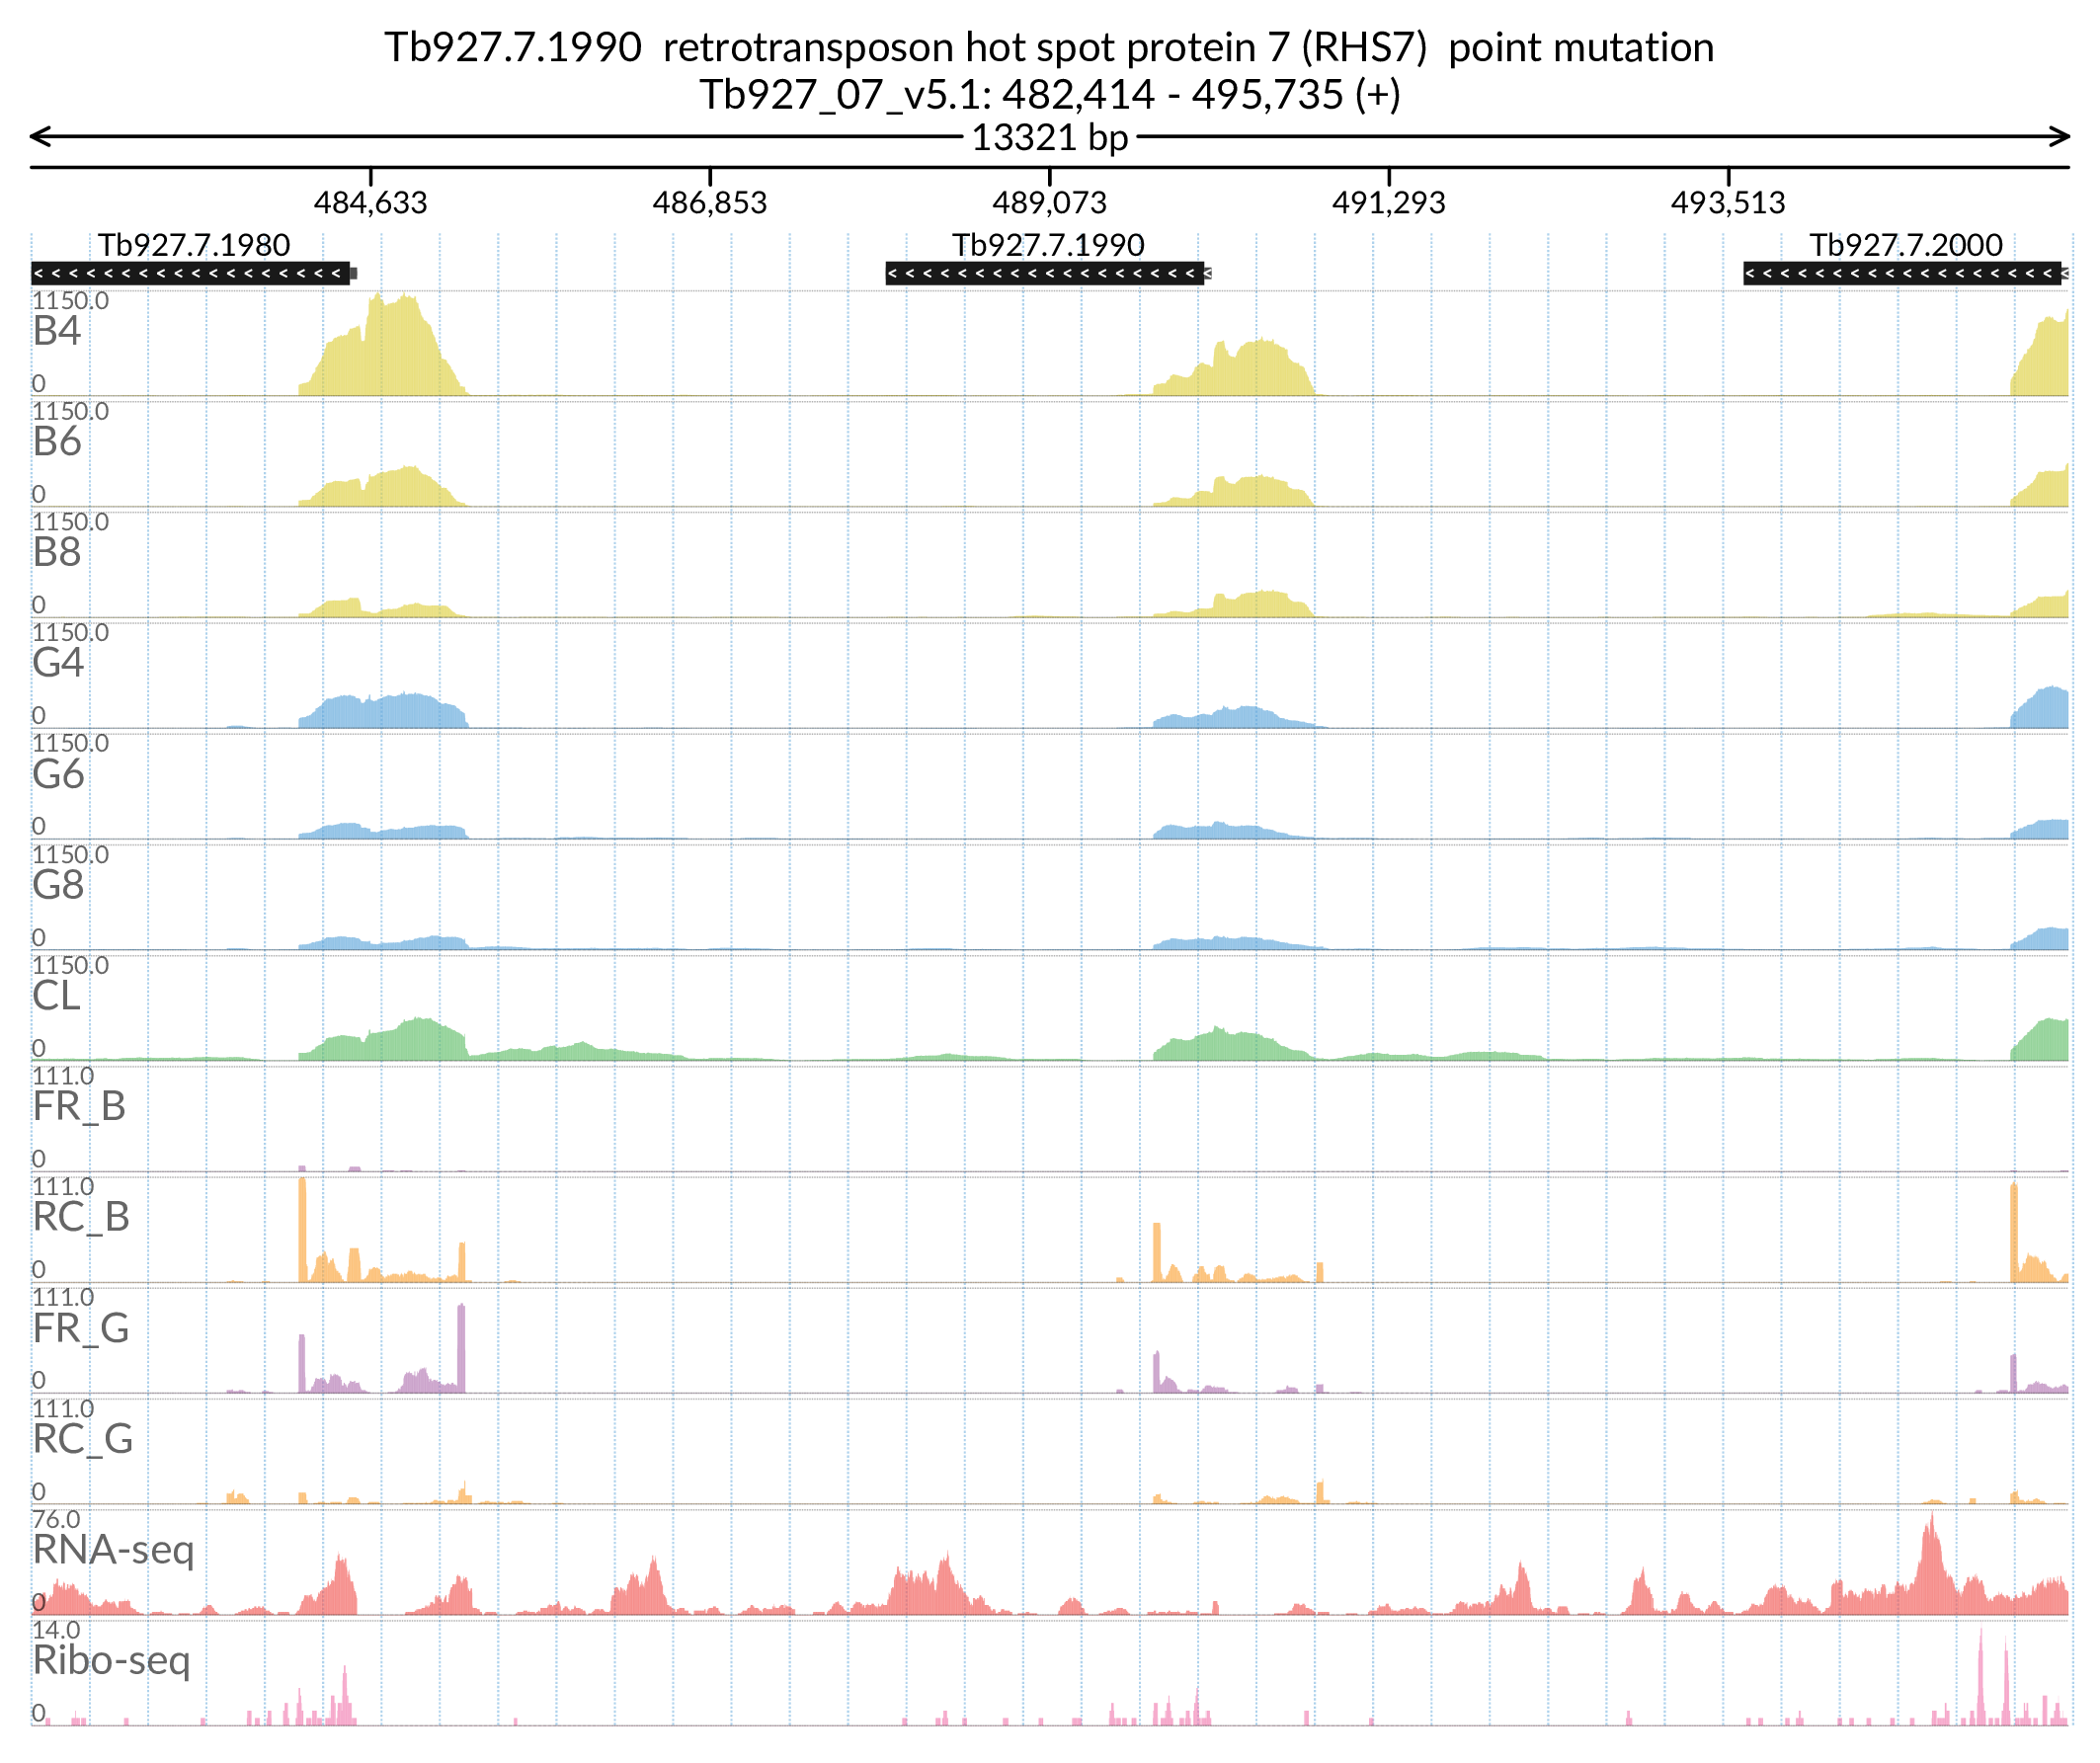 Tb927.7.1990 retrotransposon hot spot protein 7 (RHS7) point mutation
Tb927_07_v5.1: 482,414 - 495,735 (+)
13321 bp
484,633 486,853 489,073 491,293 493,513
Tb927.7.1980 Tb927.7.1990 Tb927.7.2000
1150.0
B4
0
1150.0
B6
0
1150.0
B8
0
1150.0
G4
0
1150.0
G6
0
1150.0
G8
0
1150.0
CL
0
111.0
FR_B
0
111.0
RC_B
0
111.0
FR_G
0
111.0
RC_G
0
76.0
RNA-seq
0
14.0
Ribo-seq
0